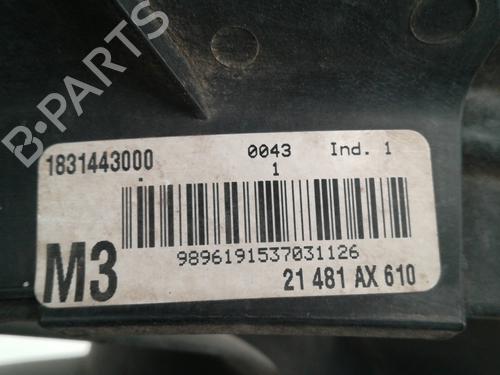 B-PARTS
1831443000 0043 Ind. 1
1
9896191537031126
M3 21 481 AX 610